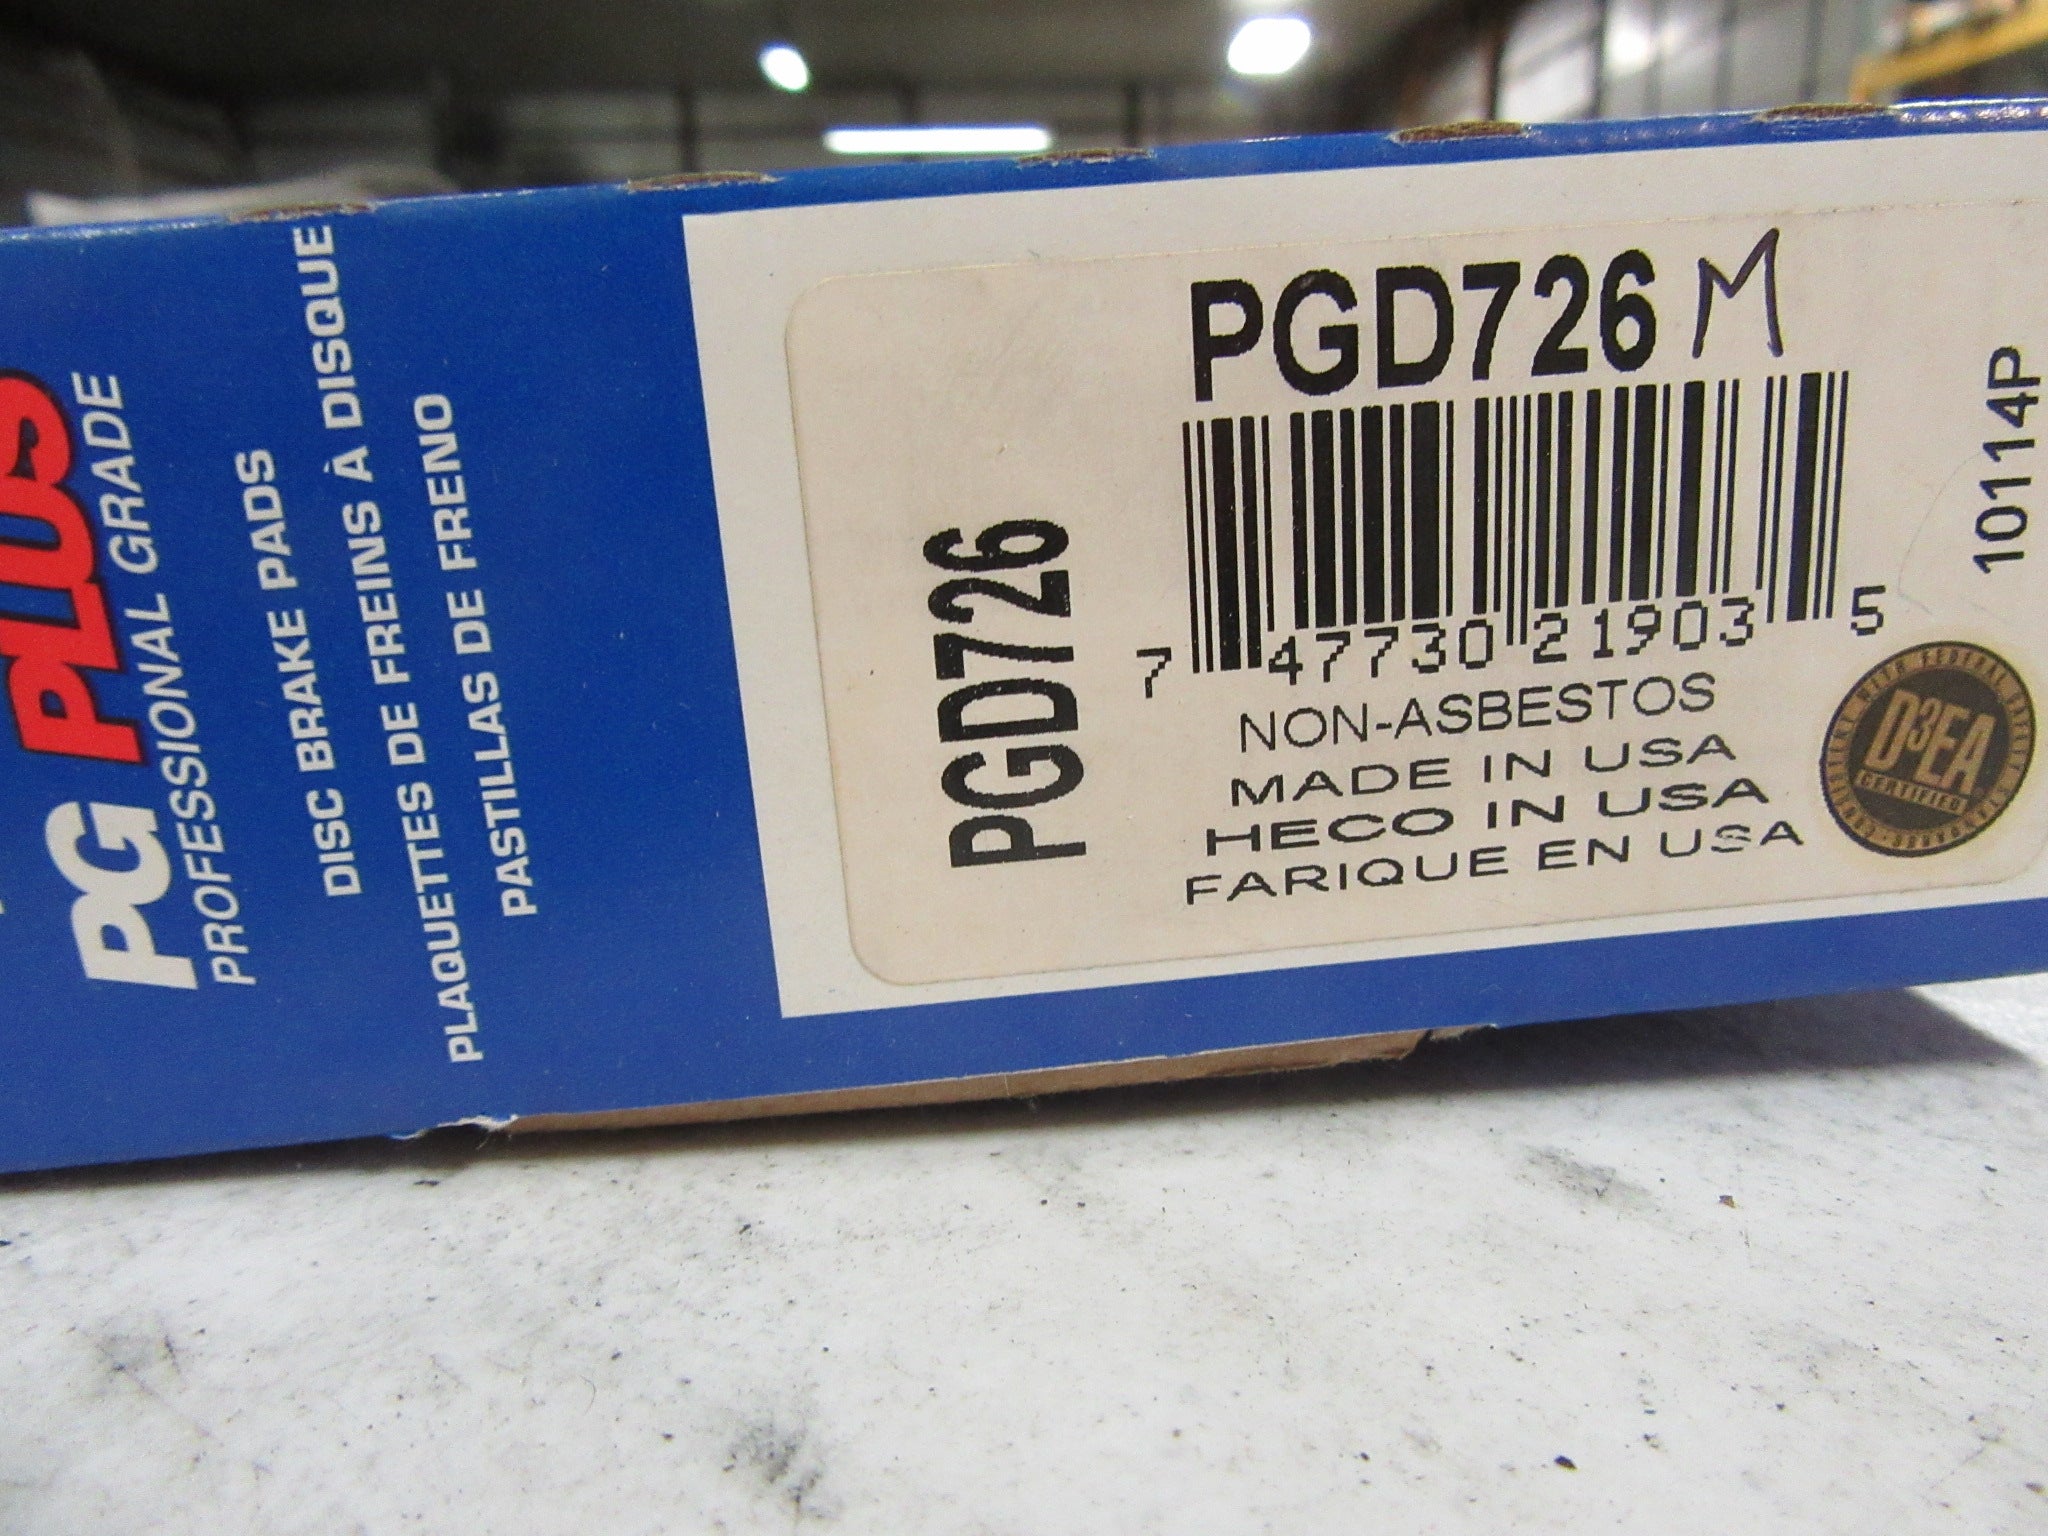 PG PLUS
PROFESSIONAL GRADE
DISC BRAKE PADS
PLAQUETTES DE FREINS À DISQUE
PASTILLAS DE FRENO
PGD726
PGD726 M
7 47730 21903 5
NON-ASBESTOS
MADE IN USA
HECO IN USA
FARIQUE EN USA
10114P
D3EA
CERTIFIED